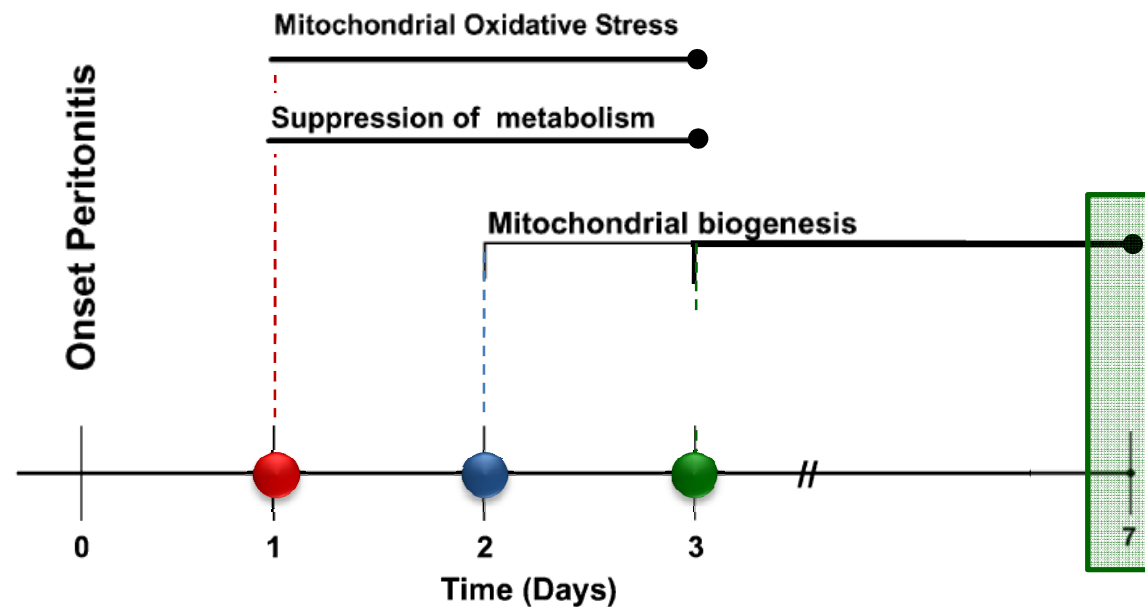 Mitochondrial Oxidative Stress
Suppression of metabolism
Onset Peritonitis
Mitochondrial biogenesis
//
0 1 2 3 7
Time (Days)